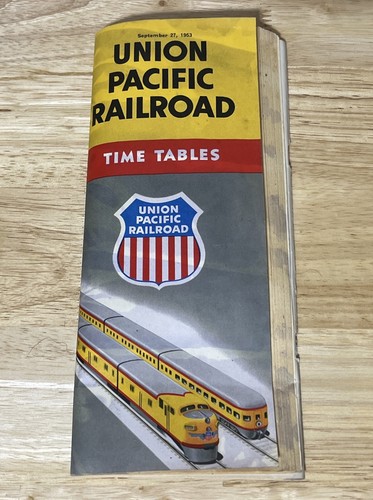 September 27, 1953
UNION
PACIFIC
RAILROAD
TIME TABLES
UNION
PACIFIC
RAILROAD